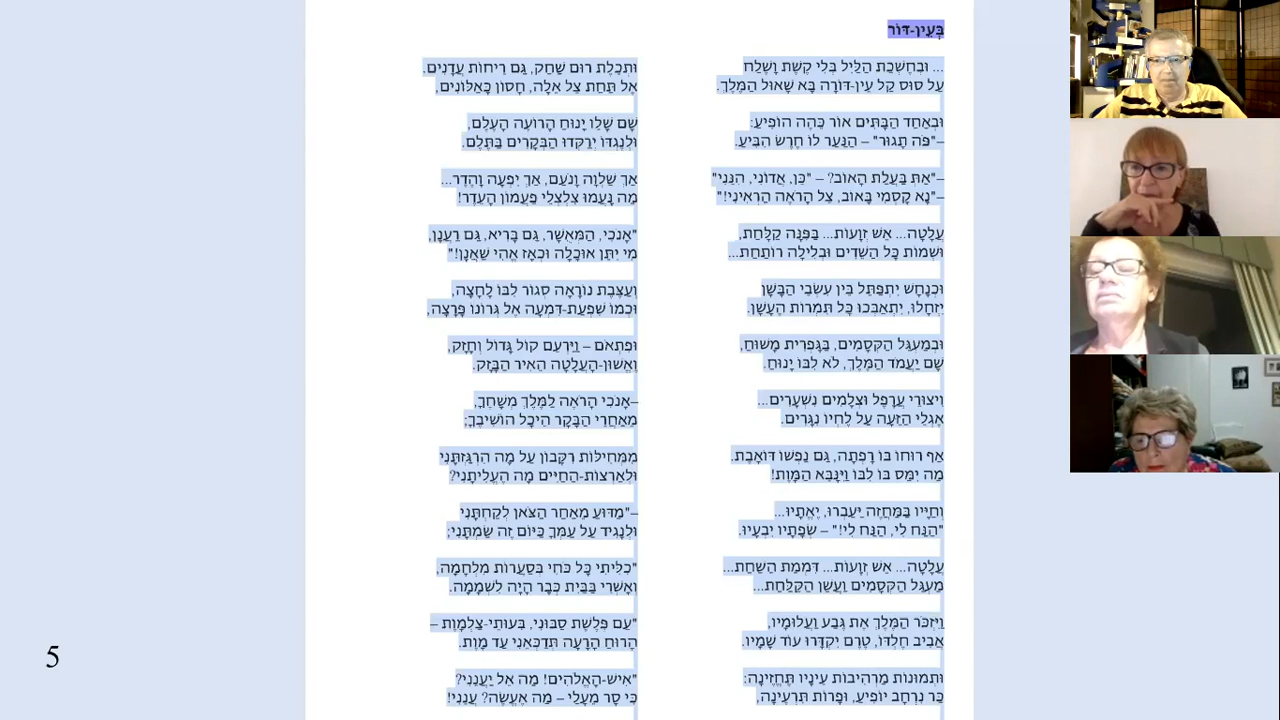 בְּעֵין-דּוֹר
... וּבְחֶשְׁכַת הַלַּיִל בְּלִי קֶשֶׁת וָשֶׁלַח
עַל סוּס קַל עֵין-דּוֹרָה בָּא שָׁאוּל הַמֶּלֶךְ.
וּבְאַחַד הַבָּתִּים אוֹר כֵּהֶה הוֹפִיעַ:
–"פֹּה תָגוּר" – הַנַּעַר לוֹ חֶרֶשׁ הִבִּיעַ.
–"אַתְּ בַּעֲלַת הָאוֹב? – "כֵּן, אֲדוֹנִי, הִנֵּנִי"
–"נָא קָסֳמִי בָּאוֹב, צֵל הָרֹאֶה הַרְאִינִי!"
עֲלָטָה... אֵשׁ זְוָעוֹת... בַּפִּנָּה קַלַּחַת,
וּשְׁמוֹת כָּל הַשֵּׁדִים וּבְלִילָה רוֹתַחַת...
וּכְנָחָשׁ יִתְפַּתֵּל בֵּין עִשְׂבֵי הַבָּשָׁן
יִזְחֲלוּ, יִתְאַבְּכוּ כָּל תִּמְרוֹת הֶעָשָׁן.
וּבְמַעְגַּל הַקְּסָמִים, בַּגָּפְרִית מָשׁוּחַ,
שָׁם יַעֲמֹד הַמֶּלֶךְ, לֹא לִבּוֹ יָנוּחַ.
וִיצוּרֵי עֲרָפֶל וּצְלָמִים נִשְׂעָרִים...
אֶגְלֵי הַזֵּעָה עַל לְחָיָו נִגָּרִים.
אַף רוּחוֹ בוֹ רָפְתָה, גַּם נַפְשׁוֹ דּוֹאָבֶת.
מַה יִּמַּס בּוֹ לִבּוֹ וַיְנַבֵּא הַמָּוֶת!
וְחַיָּיו בַּמַּחֲזֶה יַּעַבְרוּ, יֶאֱתָיוּ...
"הַנַּח לִי, הַנַּח לִי!" – שְׂפָתָיו יִבְעָיוּ.
עֲלָטָה... אֵשׁ זְוָעוֹת... דִּמְמַת הַשַּׁחַת...
מַעְגַּל הַקְּסָמִים וַעֲשַׁן הַקַּלַּחַת...
וַיִּזְכֹּר הַמֶּלֶךְ אֶת גֶּבַע וַעֲלוּמָיו,
אֲבִיב חֶלְדּוֹ, טֶרֶם יִקְדְּרוּ עוֹד שָׁמָיו.
וּתְמוּנוֹת מַרְהִיבוֹת עֵינָיו תֶּחֱזֶינָה:
כַּר נִרְחָב יוֹפִיעַ, וּפָרוֹת תִּרְעֶינָה,
וּתְכֵלֶת רוּם שַׁחַק, גַּם רֵיחוֹת עֲדָנִים.
אֶל תַּחַת צֵל אֵלָה, חָסוֹן כָּאַלּוֹנִים,
שָׁם שָׁלֵו יָנוּחַ הָרוֹעֶה הָעֶלֶם,
וּלְנֶגְדּוֹ יְרַקְּדוּ הַבְּקָרִים בַּתֶּלֶם.
אַךְ שַׁלְוָה וָנֹעַם, אַךְ יִפְעָה וָהֶדֶר...
מַה נָּעֲמוּ צִלְצְלֵי פַּעֲמוֹן הָעֵדֶר!
"אָנֹכִי, הַמְאֻשָּׁר, גַּם בָּרִיא, גַּם רַעֲנָן,
מִי יִתֵּן אוּכָלָה וּכְאָז אֱהִי שַׁאֲנָן!"
וְעַצֶּבֶת נוֹרָאָה סְגוֹר לִבּוֹ לָחָצָה,
וּכְמוֹ שִׁפְעַת-דִּמְעָה אֶל גְּרוֹנוֹ פָּרָצָה,
וּפִתְאֹם – וַיִּרְעַם קוֹל גָּדוֹל וְחָזָק,
וֶאֱשׁוּן-הָעֲלָטָה הֵאִיר הַבָּזָק.
–אָנֹכִי הָרֹאֶה לַמֶּלֶךְ מְשָׁחֲךָ,
מֵאַחֲרֵי הַבָּקָר הֵיכָל הוֹשִׁיבְךָ;
מִמְּחִילוֹת רִקָּבוֹן עַל מָה הִרְגַּזְתָּנִי
וּלְאַרְצוֹת-הַחַיִּים מָה הֶעֱלִיתָנִי?
–"מַדּוּעַ מֵאַחַר הַצֹּאן לְקַחְתָּנִי
וּלְנָגִיד עַל עַמְּךָ כַּיּוֹם זֶה שַׂמְתָּנִי;
"כִּלִּיתִי כָּל כֹּחִי בְּסַעֲרוֹת מִלְחָמָה,
וְאָשְׁרִי בַּבַּיִת כְּבָר הָיָה לִשְׁמָמָה.
"עַם פְּלֶשֶׁת סַבּוּנִי, בִּעוּתֵי-צַלְמָוֶת –
הָרוּחַ הָרָעָה תְּדַכְּאֵנִי עַד מָוֶת.
"אִישׁ-הָאֱלֹהִים! מָה אֵל יַעֲנֵנִי?
כִּי סָר מֵעָלַי – מָה אֶעֱשֶׂה? עֲנֵנִי!
5